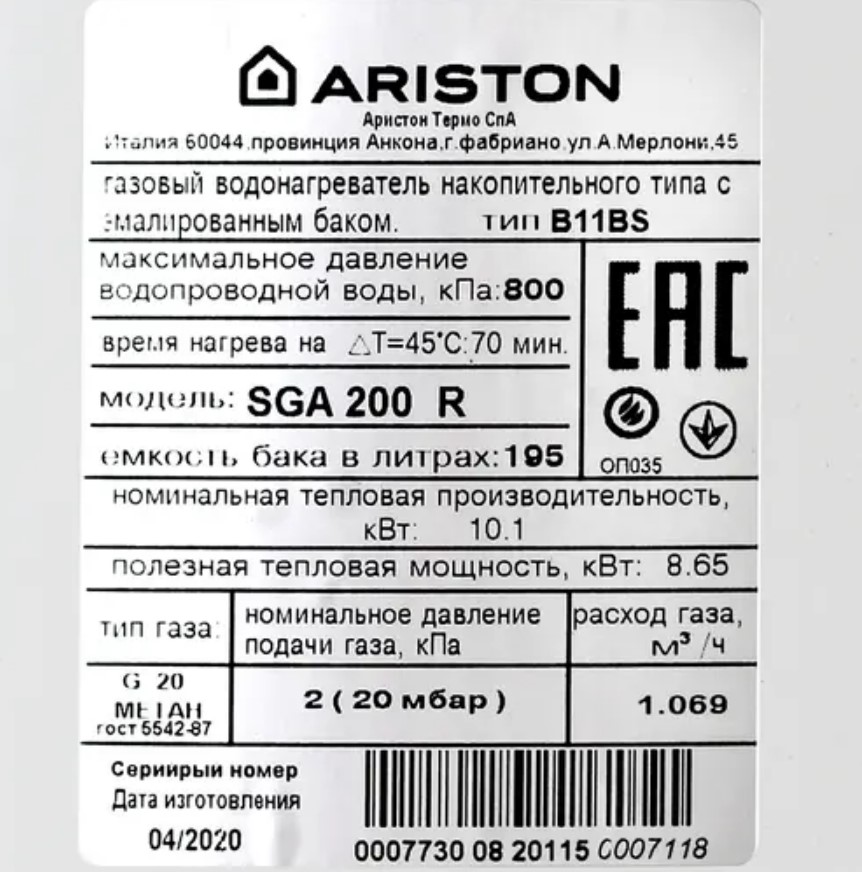 ARISTON
Аристон Термо СпА
Италия 60044,провинция Анкона,г.фабриано ул.А.Мерлони,45
газовый водонагреватель накопительного типа с
эмалированным баком. тип B11BS
максимальное давление
водопроводной воды, кПа:800
EAC
время нагрева на △T=45°C:70 мин.
модель: SGA 200 R
емкость бака в литрах:195
ОП035
номинальная тепловая производительность,
кВт: 10.1
полезная тепловая мощность, кВт: 8.65
тип газа:
номинальное давление
подачи газа, кПа
расход газа,
м³/ч
G 20
МЕТАН
гост 5542-87
2 ( 20 мбар )
1.069
Сериирый номер
Дата изготовления
04/2020
0007730 08 20115 0007118